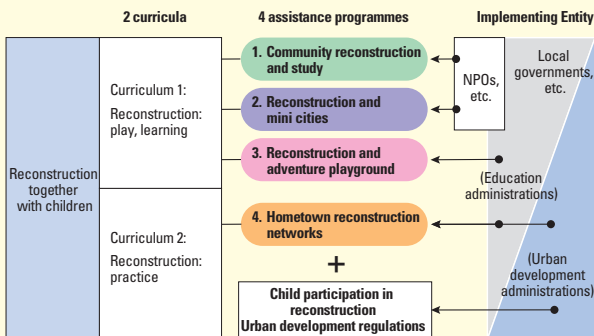 2 curricula
4 assistance programmes
Implementing Entity
Reconstruction
together
with children
Curriculum 1:
Reconstruction:
play, learning
Curriculum 2:
Reconstruction:
practice
1. Community reconstruction
and study
2. Reconstruction and
mini cities
3. Reconstruction and
adventure playground
4. Hometown reconstruction
networks
+
Child participation in
reconstruction
Urban development regulations
NPOs,
etc.
Local
governments,
etc.
(Education
administrations)
(Urban
development
administrations)